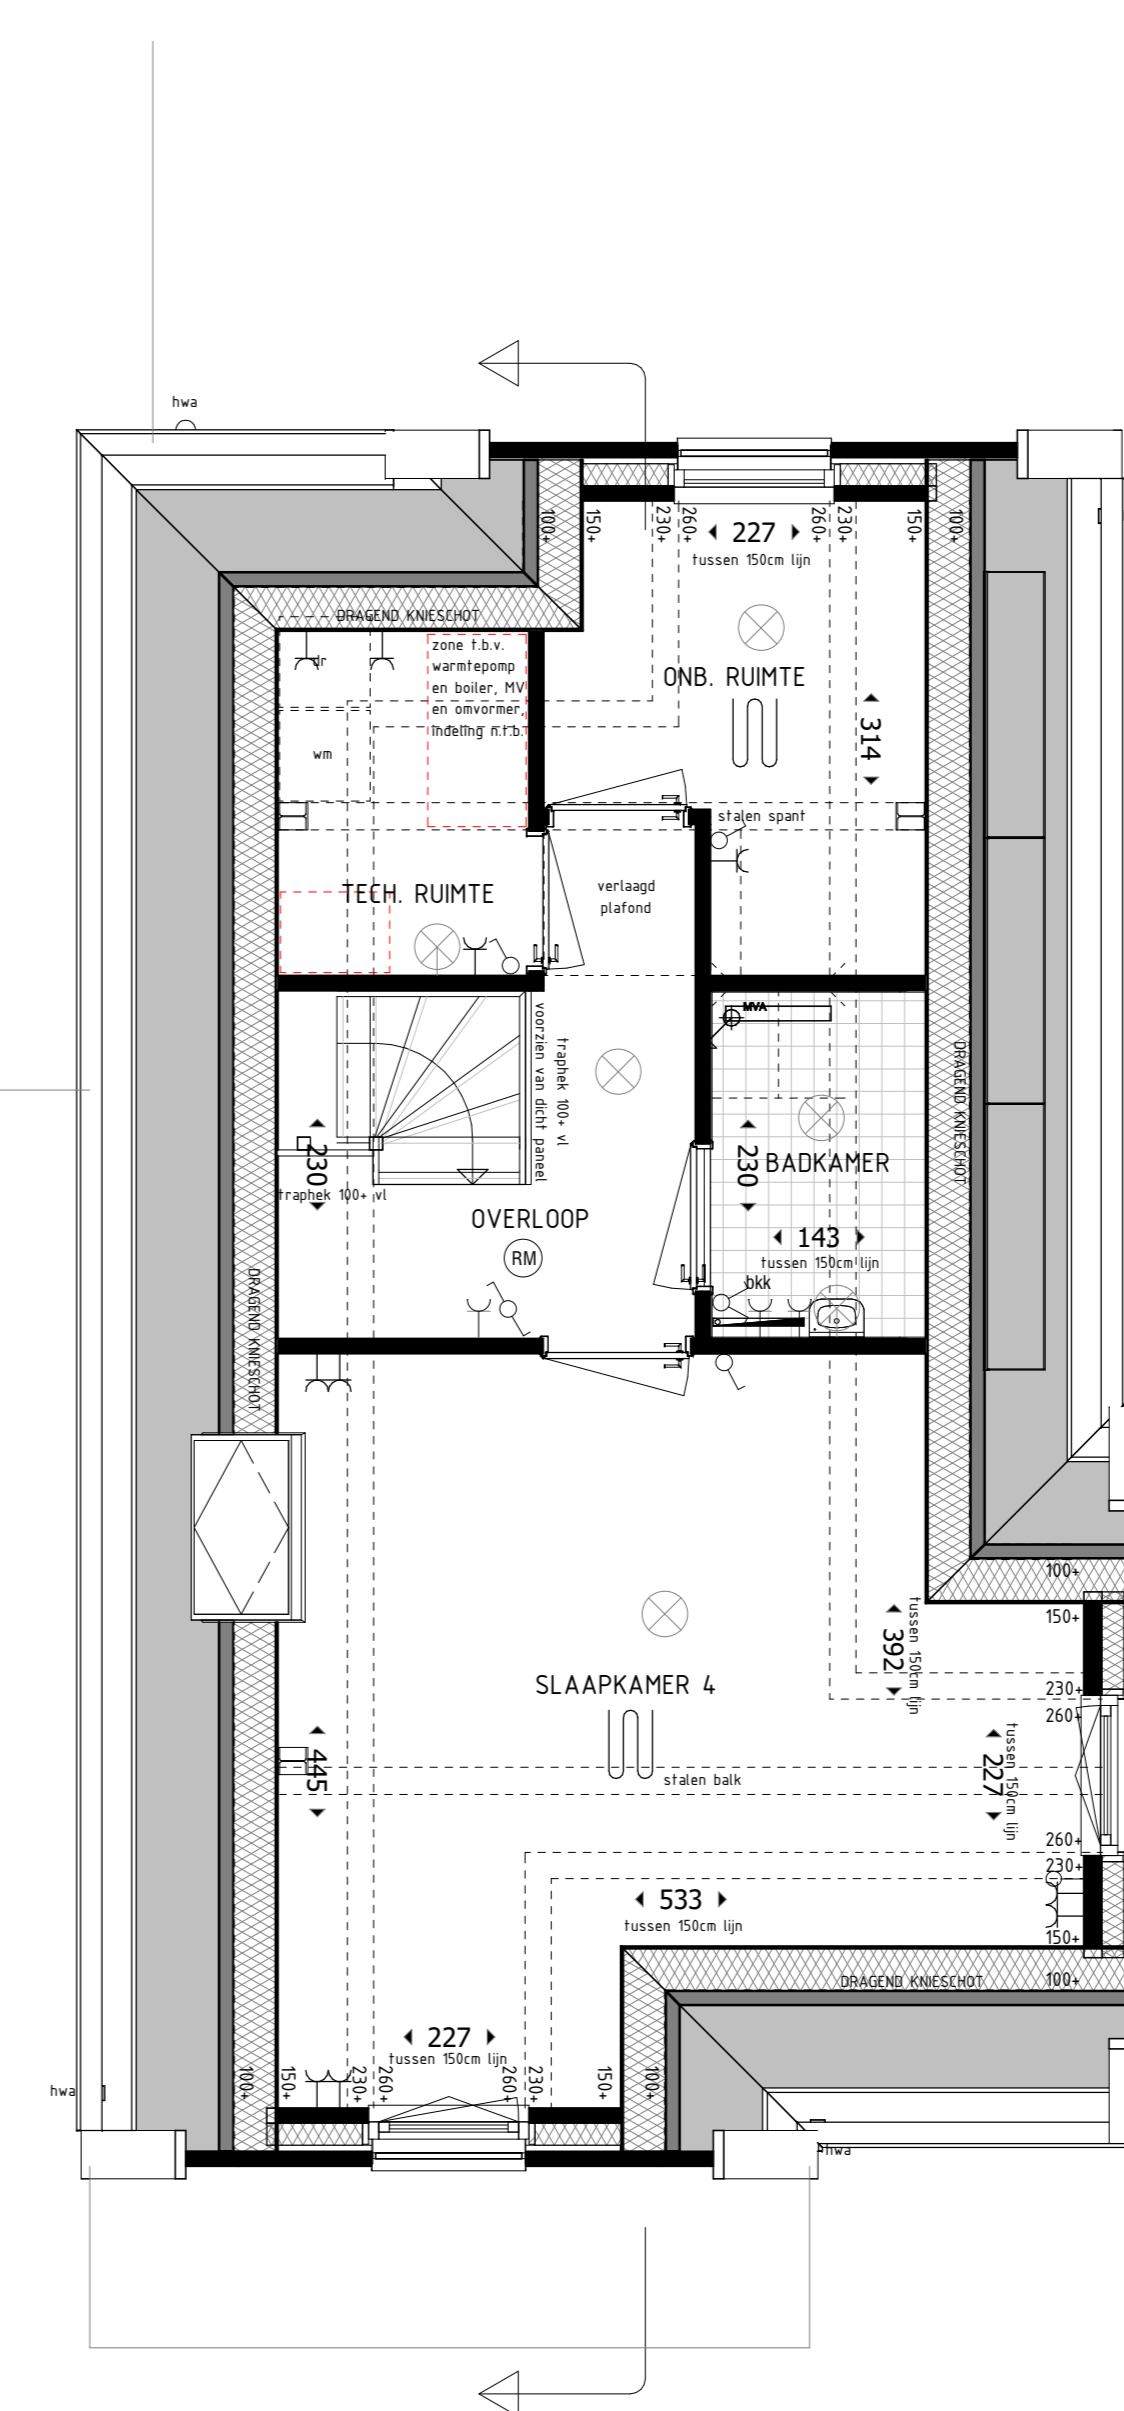 hwa
100+
150+
230+
260+
227
260+
230+
150+
100+
tussen 150cm lijn
DRAGEND KNIESCHOT
zone t.b.v.
warmtepomp
en boiler, MV
en omvormer,
indeling n.t.b.
dr
wm
ONB. RUIMTE
314
stalen spant
TECH. RUIMTE
verlaagd
plafond
MVA
voorzien van dicht paneel
traphek 100+ vl
DRAGEND KNIESCHOT
230
traphek 100+ vl
230
BADKAMER
OVERLOOP
143
tussen 150cm lijn
RM
bkk
DRAGEND KNIESCHOT
100+
150+
392
tussen 150cm lijn
SLAAPKAMER 4
230+
260+
445
stalen balk
227
tussen 150cm lijn
260+
230+
533
tussen 150cm lijn
150+
DRAGEND KNIESCHOT
100+
227
tussen 150cm lijn
hwa
100+
150+
230+
260+
260+
230+
150+
100+
hwa